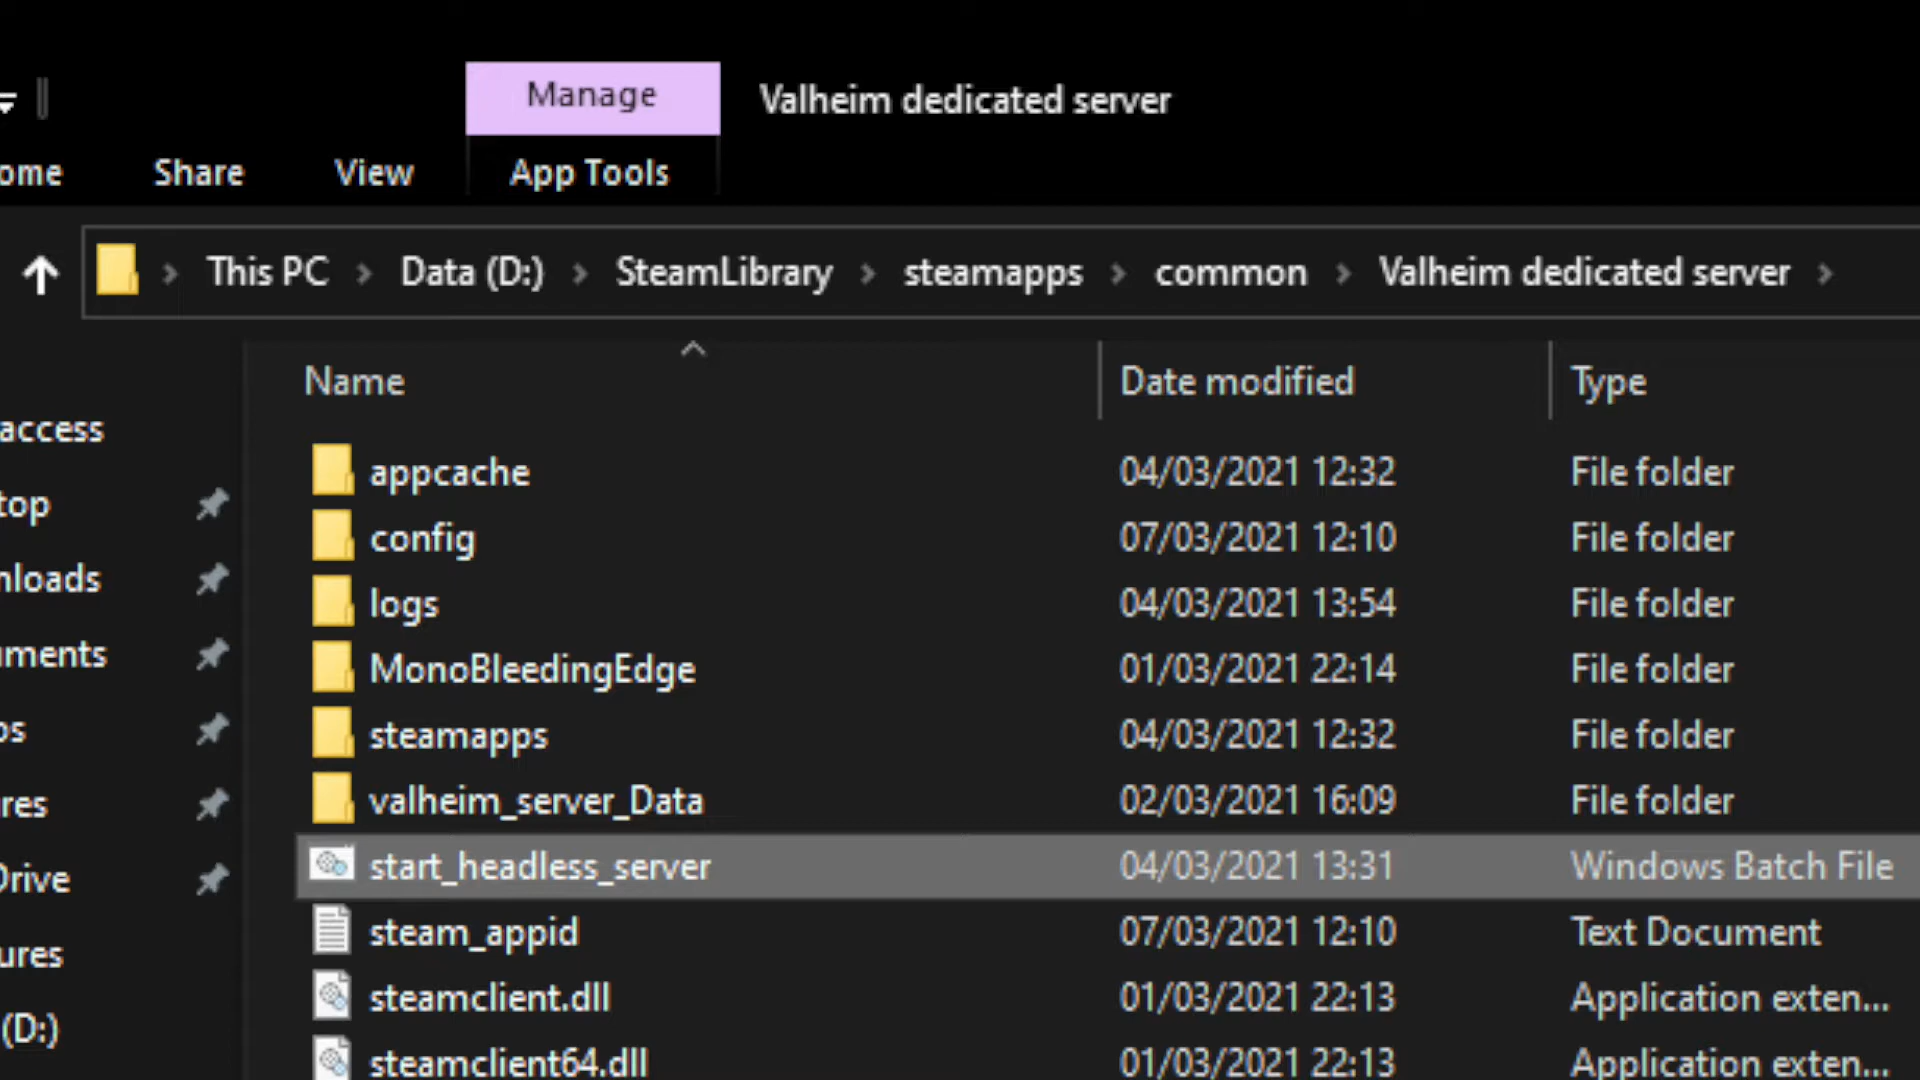 Manage Valheim dedicated server
ome Share View App Tools
This PC Data (D:) SteamLibrary steamapps common Valheim dedicated server
Name Date modified Type
access
top
nloads
uments
os
res
Drive
ures
(D:)
appcache 04/03/2021 12:32 File folder
config 07/03/2021 12:10 File folder
logs 04/03/2021 13:54 File folder
MonoBleedingEdge 01/03/2021 22:14 File folder
steamapps 04/03/2021 12:32 File folder
valheim_server_Data 02/03/2021 16:09 File folder
start_headless_server 04/03/2021 13:31 Windows Batch File
steam_appid 07/03/2021 12:10 Text Document
steamclient.dll 01/03/2021 22:13 Application exten...
steamclient64.dll 01/03/2021 22:13 Application exten...